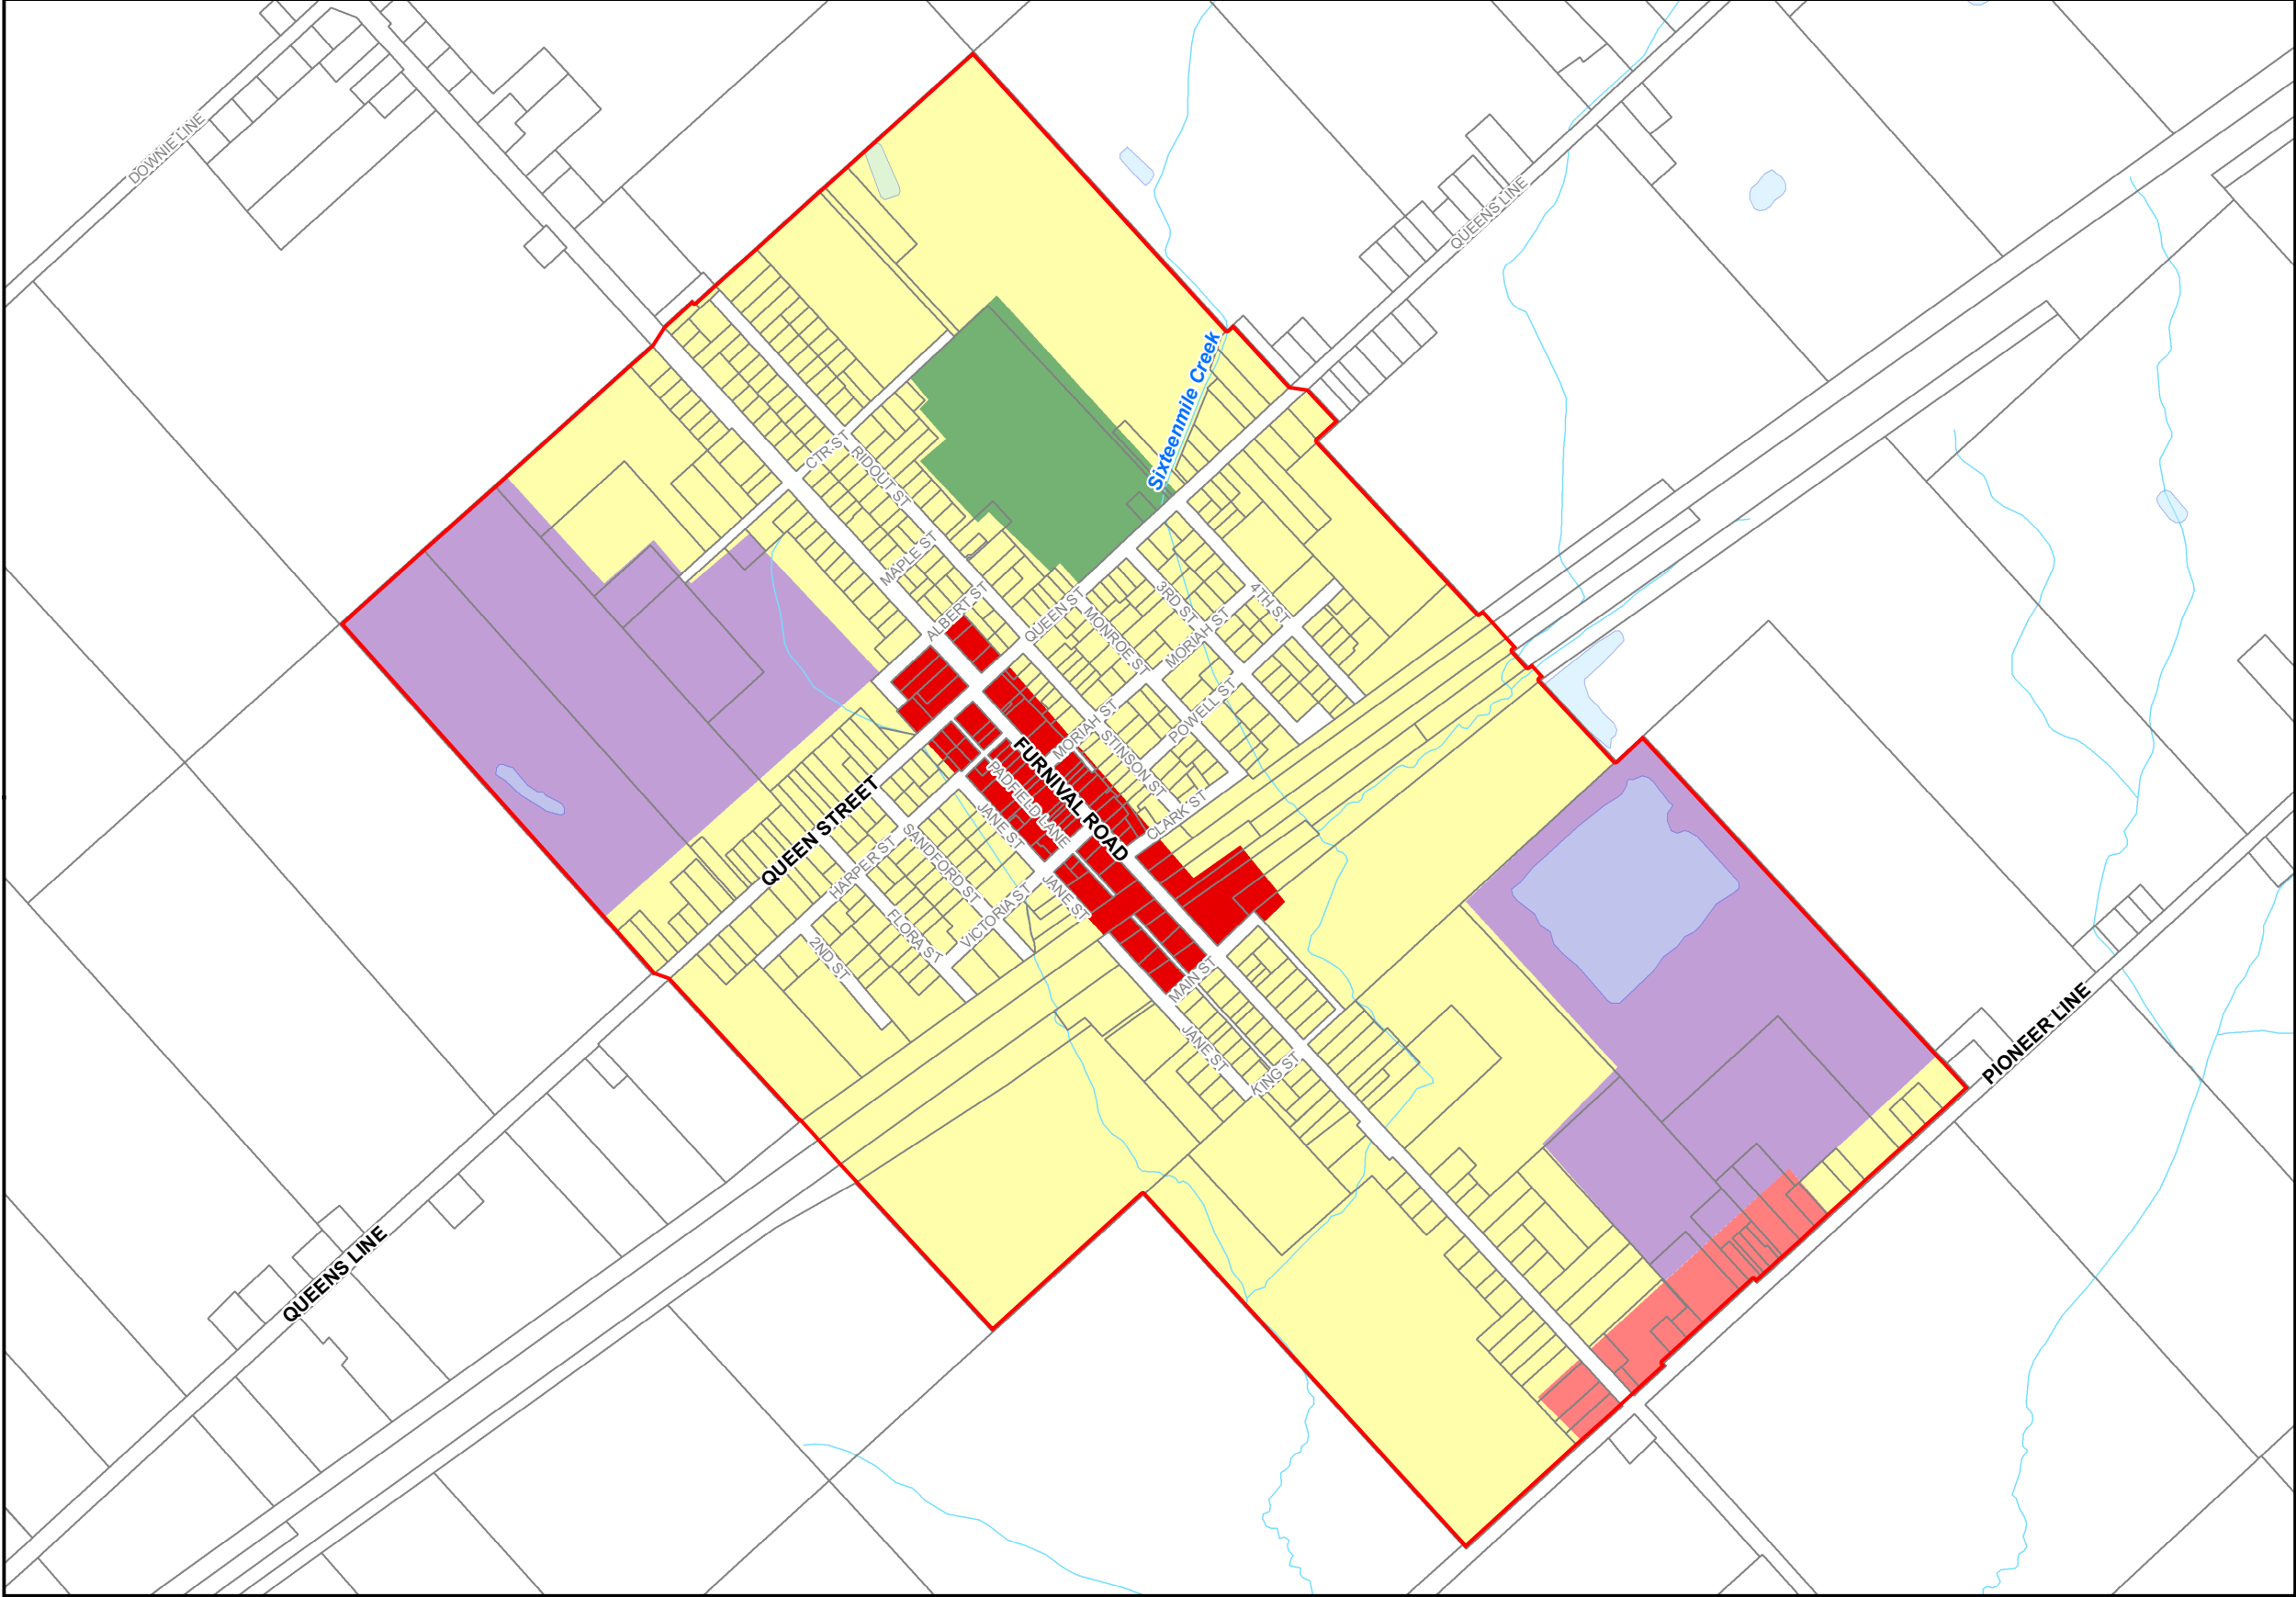 DOWNIE LINE
QUEENS LINE
Sixteenmile Creek
CTR ST
RIDOUT ST
MAPLE ST
ALBERT ST
QUEEN ST
3RD ST
4TH ST
MONROE ST
MORIAH ST
POWELL ST
MORIAH ST
STINSON ST
FURNIVAL ROAD
PADFIELD LANE
CLARK ST
JANE ST
QUEEN STREET
HARPER ST
SANDFORD ST
JANE ST
VICTORIA ST
FLORA ST
2ND ST
MAIN ST
JANE ST
KING ST
PIONEER LINE
QUEENS LINE